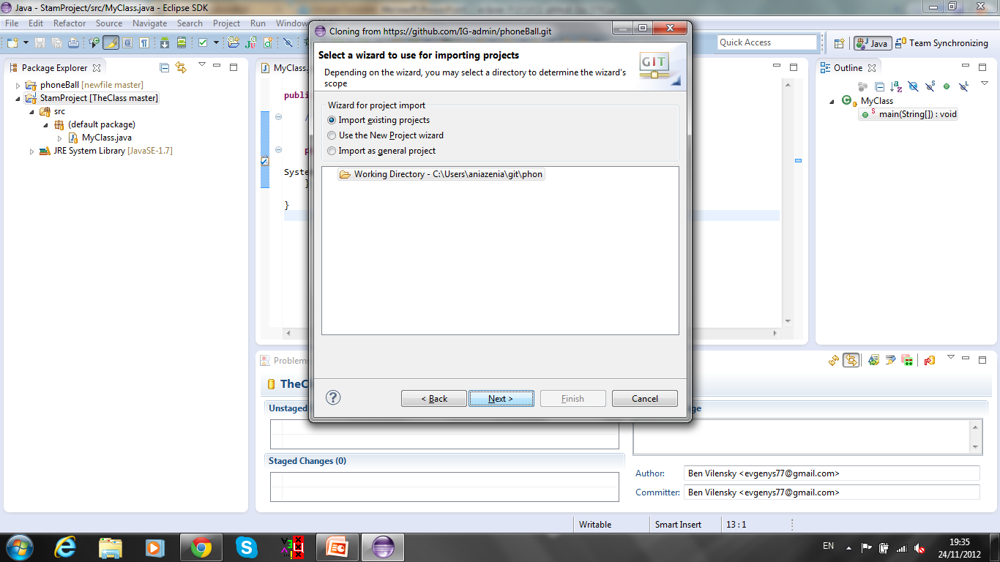 Java - StamProject/src/MyClass.java - Eclipse SDK
File Edit Refactor Source Navigate Search Project Run Window
Quick Access
Java
Team Synchronizing
Package Explorer
phoneBall [newfile master]
StamProject [TheClass master]
src
(default package)
MyClass.java
JRE System Library [JavaSE-1.7]
MyClass.
publi
/
p
Syste
}
}
Cloning from https://github.com/IG-admin/phoneBall.git
Select a wizard to use for importing projects
Depending on the wizard, you may select a directory to determine the wizard's
scope
GIT
Wizard for project import
Import existing projects
Use the New Project wizard
Import as general project
Working Directory - C:\Users\aniazenia\git\phon
< Back
Next >
Finish
Cancel
Outline
MyClass
main(String[]) : void
Problems
TheC
Unstaged
ge
Staged Changes (0)
Author: Ben Vilensky <evgenys77@gmail.com>
Committer: Ben Vilensky <evgenys77@gmail.com>
Writable
Smart Insert
13 : 1
EN
19:35
24/11/2012